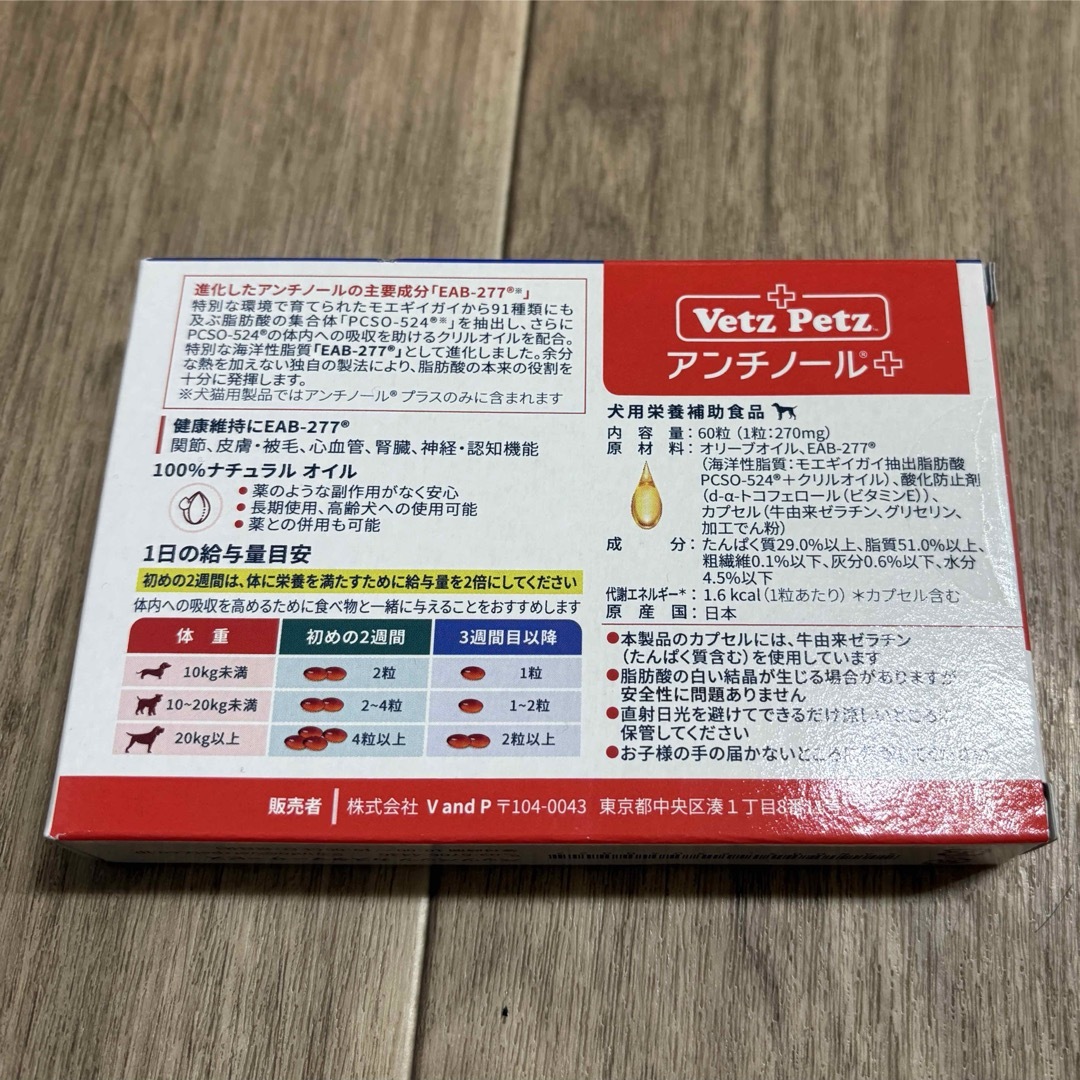 進化したアンチノールの主要成分「EAB-277®※」
特別な環境で育てられたモエギイガイから91種類にも
及ぶ脂肪酸の集合体「PCSO-524®※」を抽出し、さらに
PCSO-524®の体内への吸収を助けるクリルオイルを配合。
特別な海洋性脂質「EAB-277®」として進化しました。余分
な熱を加えない独自の製法により、脂肪酸の本来の役割を
十分に発揮します。
※犬猫用製品ではアンチノール® プラスのみに含まれます
健康維持にEAB-277®
関節、皮膚・被毛、心血管、腎臓、神経・認知機能
100%ナチュラル オイル
● 薬のような副作用がなく安心
● 長期使用、高齢犬への使用可能
● 薬との併用も可能
1日の給与量目安
初めの2週間は、体に栄養を満たすために給与量を2倍にしてください
体内への吸収を高めるために食べ物と一緒に与えることをおすすめします
体 重 初めの2週間 3週間目以降
10kg未満 2粒 1粒
10~20kg未満 2~4粒 1~2粒
20kg以上 4粒以上 2粒以上
Vetz Petz™
アンチノール®+
犬用栄養補助食品
内容量:60粒(1粒:270mg)
原材料:オリーブオイル、EAB-277®
(海洋性脂質:モエギイガイ抽出脂肪酸
PCSO-524®+クリルオイル)、酸化防止剤
(d-α-トコフェロール(ビタミンE))、
カプセル(牛由来ゼラチン、グリセリン、
加工でん粉)
成分:たんぱく質29.0%以上、脂質51.0%以上、
粗繊維0.1%以下、灰分0.6%以下、水分
4.5%以下
代謝エネルギー*:1.6 kcal(1粒あたり) *カプセル含む
原産国:日本
●本製品のカプセルには、牛由来ゼラチン
(たんぱく質含む)を使用しています
●脂肪酸の白い結晶が生じる場合がありますが
安全性に問題ありません
●直射日光を避けてできるだけ涼しいところに
保管してください
●お子様の手の届かないところに
販売者 株式会社 V and P 〒104-0043 東京都中央区湊1丁目8番11号